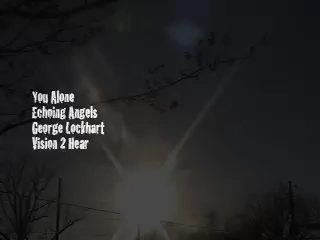 You Alone
Echoing Angels
George Lockhart
Vision 2 Hear